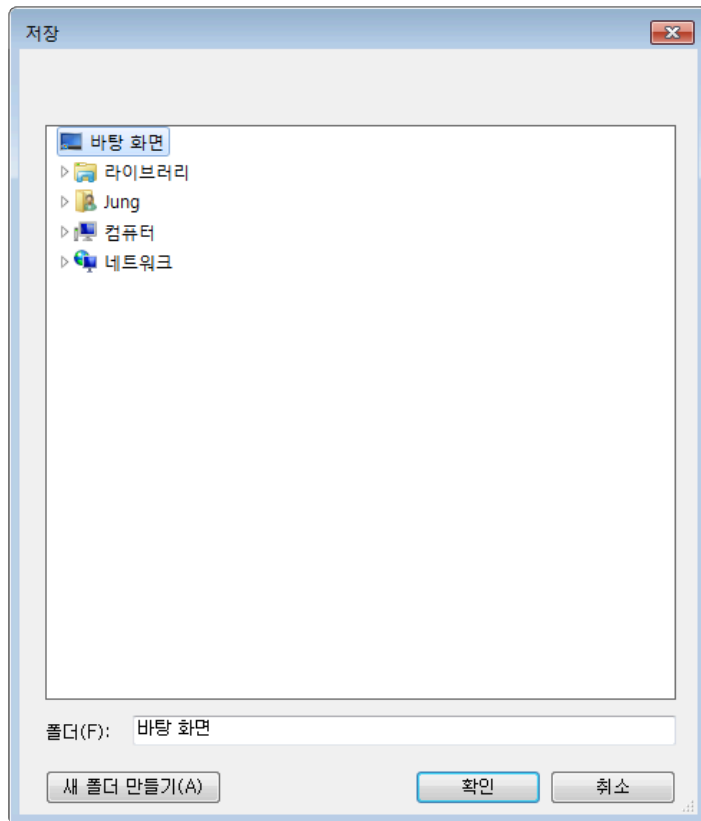 저장
바탕 화면
라이브러리
Jung
컴퓨터
네트워크
폴더(F): 바탕 화면
새 폴더 만들기(A) 확인 취소